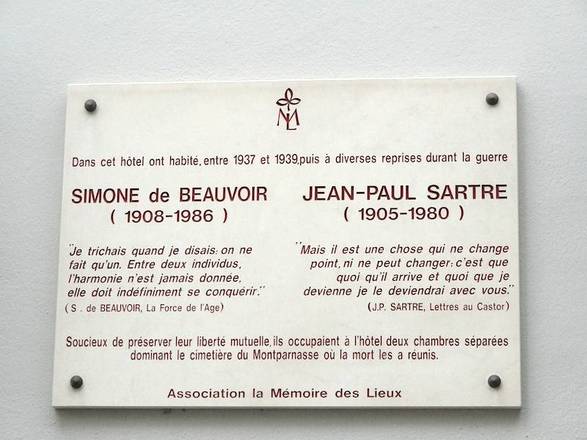 ML
Dans cet hôtel ont habité, entre 1937 et 1939, puis à diverses reprises durant la guerre
SIMONE de BEAUVOIR
( 1908-1986 )
"Je trichais quand je disais: on ne
fait qu'un. Entre deux individus,
l'harmonie n'est jamais donnée,
elle doit indéfiniment se conquérir."
(S. de BEAUVOIR, La Force de l'Age)
JEAN-PAUL SARTRE
( 1905-1980 )
"Mais il est une chose qui ne change
point, ni ne peut changer: c'est que
quoi qu'il arrive et quoi que je
devienne je le deviendrai avec vous."
(J.P. SARTRE, Lettres au Castor)
Soucieux de préserver leur liberté mutuelle, ils occupaient à l'hôtel deux chambres séparées
dominant le cimetière du Montparnasse où la mort les a réunis.
Association la Mémoire des Lieux